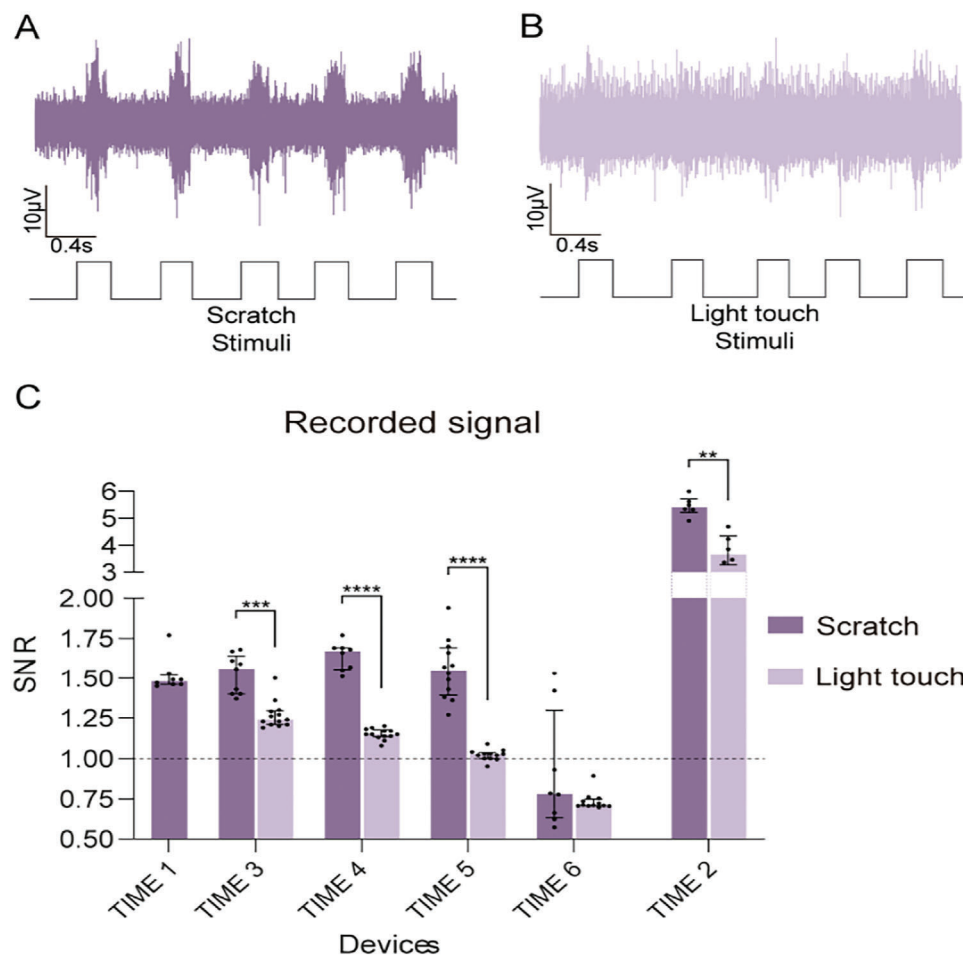 A
B
10µV
0.4s
10µV
0.4s
Scratch
Stimuli
Light touch
Stimuli
C
Recorded signal
**
6
5
4
3
***
****
****
2.00
1.75
1.50
1.25
1.00
0.75
0.50
SNR
Scratch
Light touch
TIME 1
TIME 3
TIME 4
TIME 5
TIME 6
TIME 2
Devices